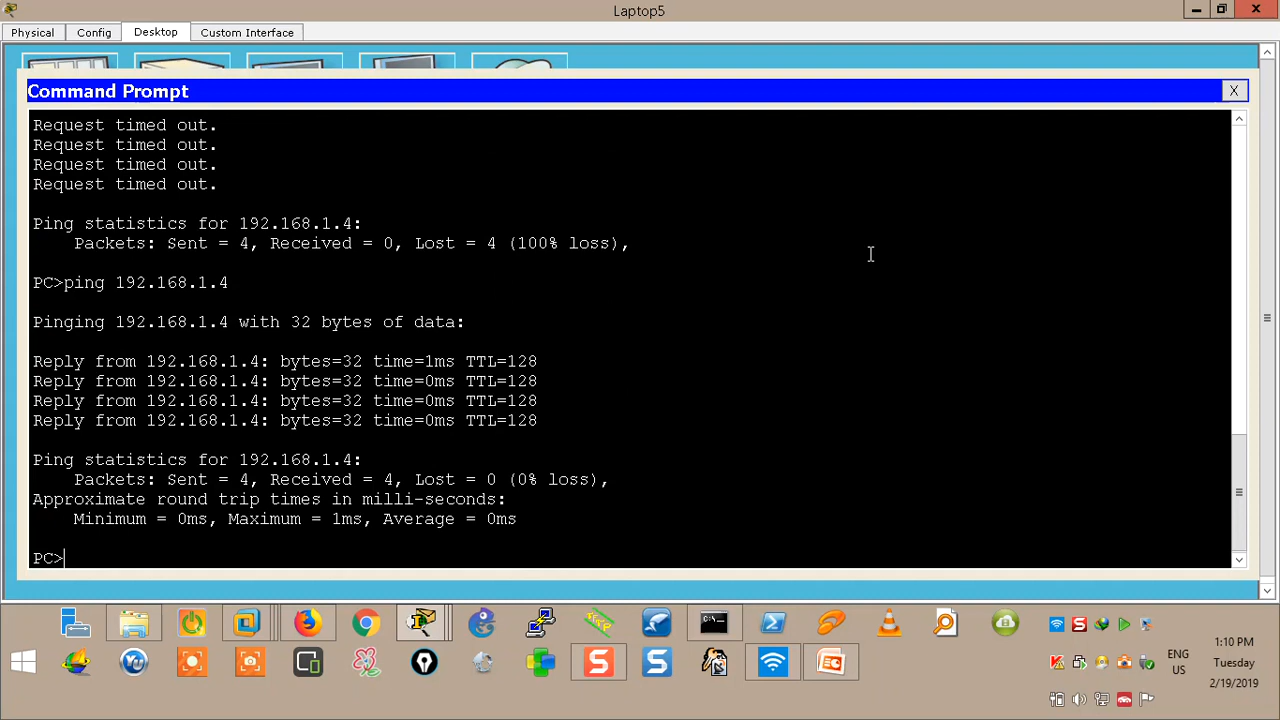 Laptop5
Physical
Config
Desktop
Custom Interface
Command Prompt
X
Request timed out.
Request timed out.
Request timed out.
Request timed out.
Ping statistics for 192.168.1.4:
Packets: Sent = 4, Received = 0, Lost = 4 (100% loss),
PC>ping 192.168.1.4
Pinging 192.168.1.4 with 32 bytes of data:
Reply from 192.168.1.4: bytes=32 time=1ms TTL=128
Reply from 192.168.1.4: bytes=32 time=0ms TTL=128
Reply from 192.168.1.4: bytes=32 time=0ms TTL=128
Reply from 192.168.1.4: bytes=32 time=0ms TTL=128
Ping statistics for 192.168.1.4:
Packets: Sent = 4, Received = 4, Lost = 0 (0% loss),
Approximate round trip times in milli-seconds:
Minimum = 0ms, Maximum = 1ms, Average = 0ms
PC>
ENG
US
1:10 PM
Tuesday
2/19/2019